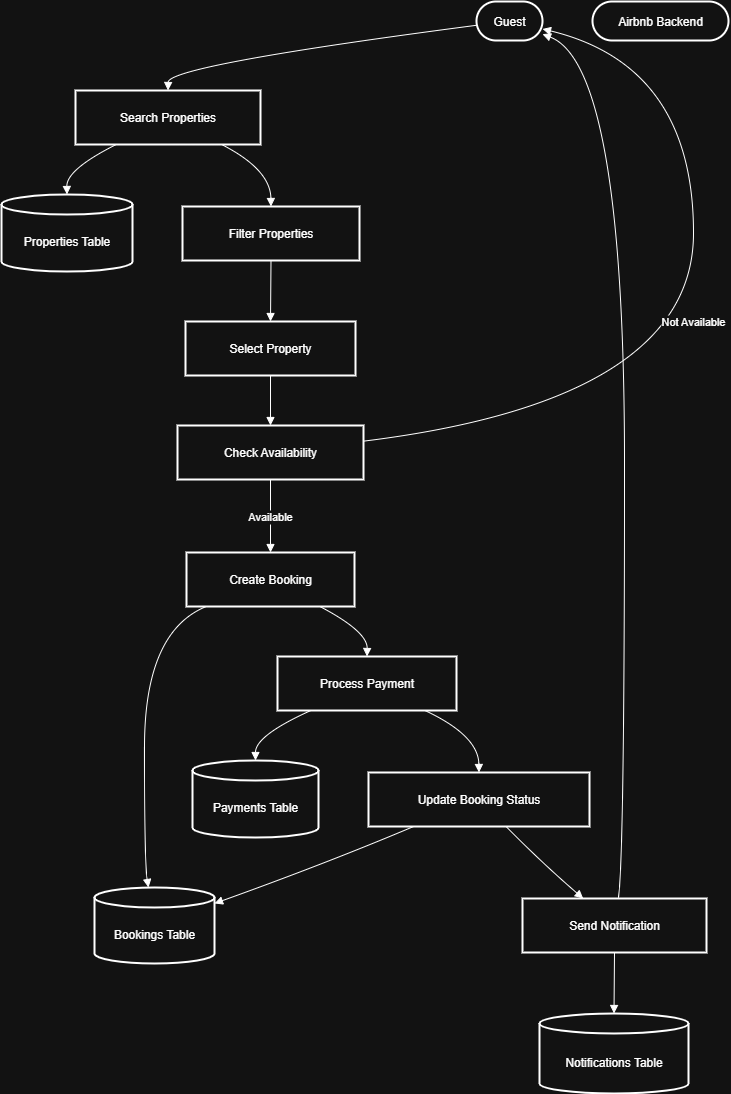 Guest
Airbnb Backend
Search Properties
Properties Table
Filter Properties
Not Available
Select Property
Check Availability
Available
Create Booking
Process Payment
Payments Table
Update Booking Status
Bookings Table
Send Notification
Notifications Table